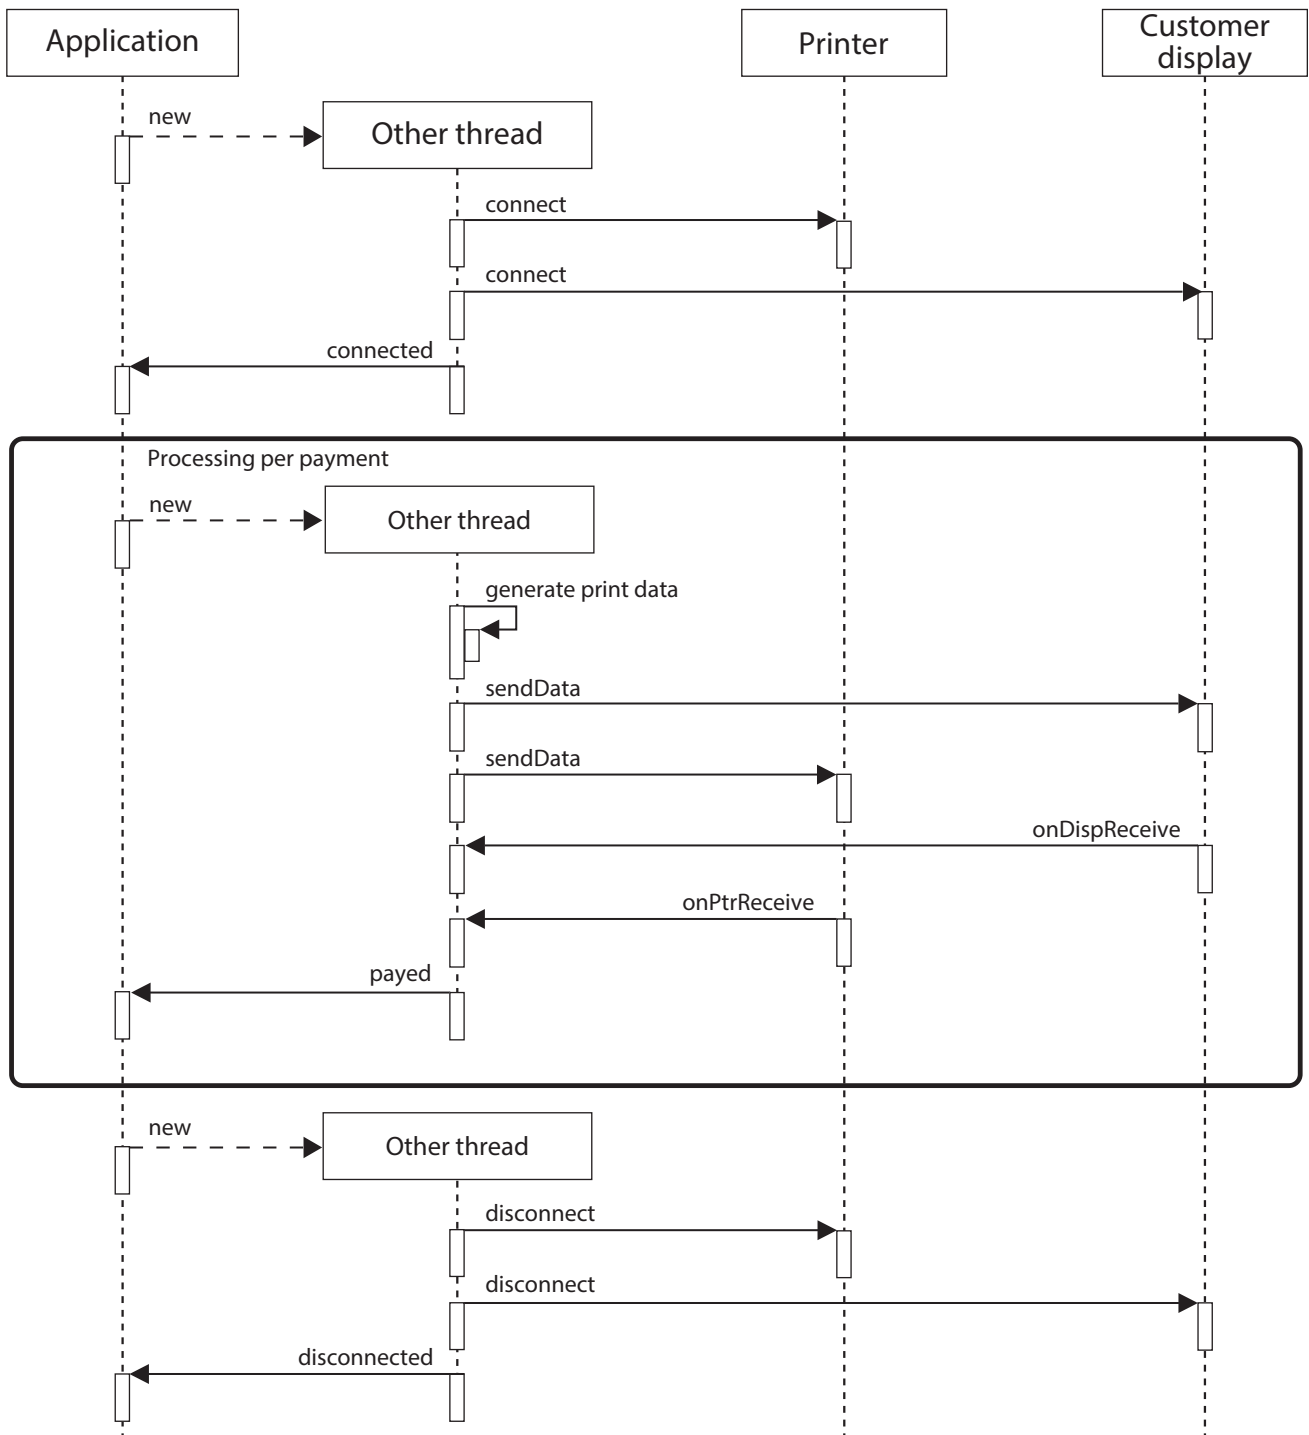 Application
Printer
Customer
display
new
Other thread
connect
connect
connected
Processing per payment
new
Other thread
generate print data
sendData
sendData
onDispReceive
onPtrReceive
payed
new
Other thread
disconnect
disconnect
disconnected